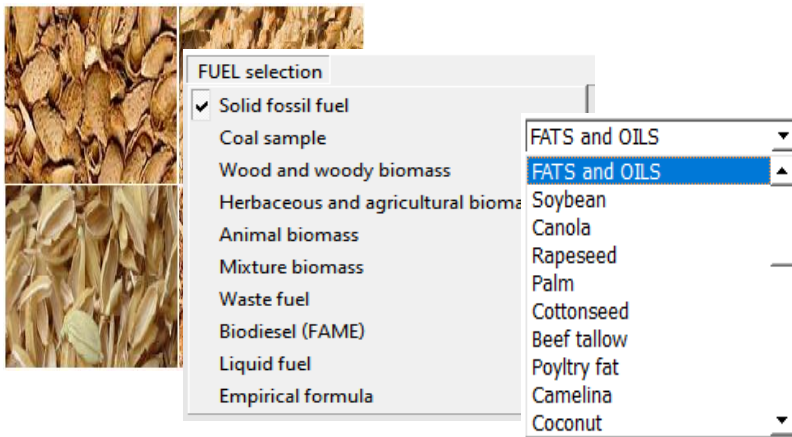 FUEL selection
Solid fossil fuel
Coal sample
Wood and woody biomass
Herbaceous and agricultural bioma
Animal biomass
Mixture biomass
Waste fuel
Biodiesel (FAME)
Liquid fuel
Empirical formula
FATS and OILS
FATS and OILS
Soybean
Canola
Rapeseed
Palm
Cottonseed
Beef tallow
Poyltry fat
Camelina
Coconut